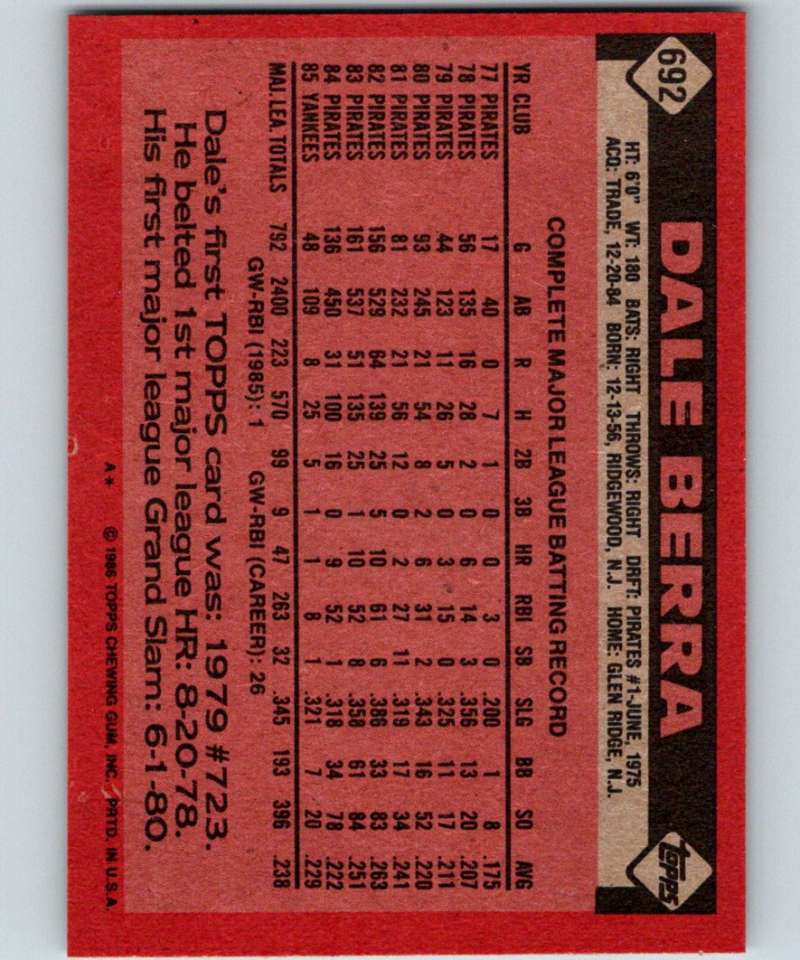 692
DALE BERRA
TOPPS
HT: 6'0" WT: 180 BATS: RIGHT THROWS: RIGHT DRFT: PIRATES #1-JUNE, 1975
ACQ: TRADE, 12-20-84 BORN: 12-13-56, RIDGEWOOD, N.J. HOME: GLEN RIDGE, N.J.
COMPLETE MAJOR LEAGUE BATTING RECORD
YR CLUB G AB R H 2B 3B HR RBI SB SLG BB SO AVG
77 PIRATES 17 40 0 7 1 0 0 3 0 .200 1 8 .175
78 PIRATES 56 135 16 28 2 0 6 14 3 .356 13 20 .207
79 PIRATES 44 123 11 26 5 0 3 15 0 .325 11 17 .211
80 PIRATES 93 245 21 54 8 2 6 31 2 .343 16 52 .220
81 PIRATES 81 232 21 56 12 0 2 27 11 .319 17 34 .241
82 PIRATES 156 529 64 139 25 5 10 61 6 .386 33 83 .263
83 PIRATES 161 537 51 135 25 1 10 52 8 .358 61 84 .251
84 PIRATES 136 450 31 100 16 0 9 52 1 .318 34 78 .222
85 YANKEES 48 109 8 25 5 1 1 8 1 .321 7 20 .229
MAJ. LEA. TOTALS 792 2400 223 570 99 9 47 263 32 .345 193 396 .238
GW-RBI (1985): 1 GW-RBI (CAREER): 26
Dale's first TOPPS card was: 1979 #723.
He belted 1st major league HR: 8-20-78.
His first major league Grand Slam: 6-1-80.
A* © 1986 TOPPS CHEWING GUM, INC. PRTD. IN U.S.A.